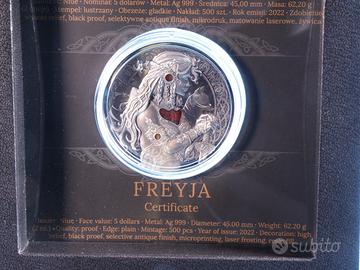 Niue • Nominał: 5 dolarów • Metal: Ag 999 • Średnica: 45,00 mm • Masa: 62,20 g
Stempel: lustrzany • Obrzeże: gładkie • Nakład: 500 szt. • Rok emisji: 2022 • Zdobienie:
relief, black proof, selektywne antique finish, mikrodruk, matowanie laserowe,
FREYJA
Certificate
Issuer: Niue • Face value: 5 dollars • Metal: Ag 999 • Diameter: 45.00 mm • Weight: 62.20
(2 oz.) • Quality: proof • Edge: plain • Mintage: 500 pcs • Year of issue: 2022 • Decoration: high
relief, black proof, selective antique finish, microprinting, laser frosting,
subito